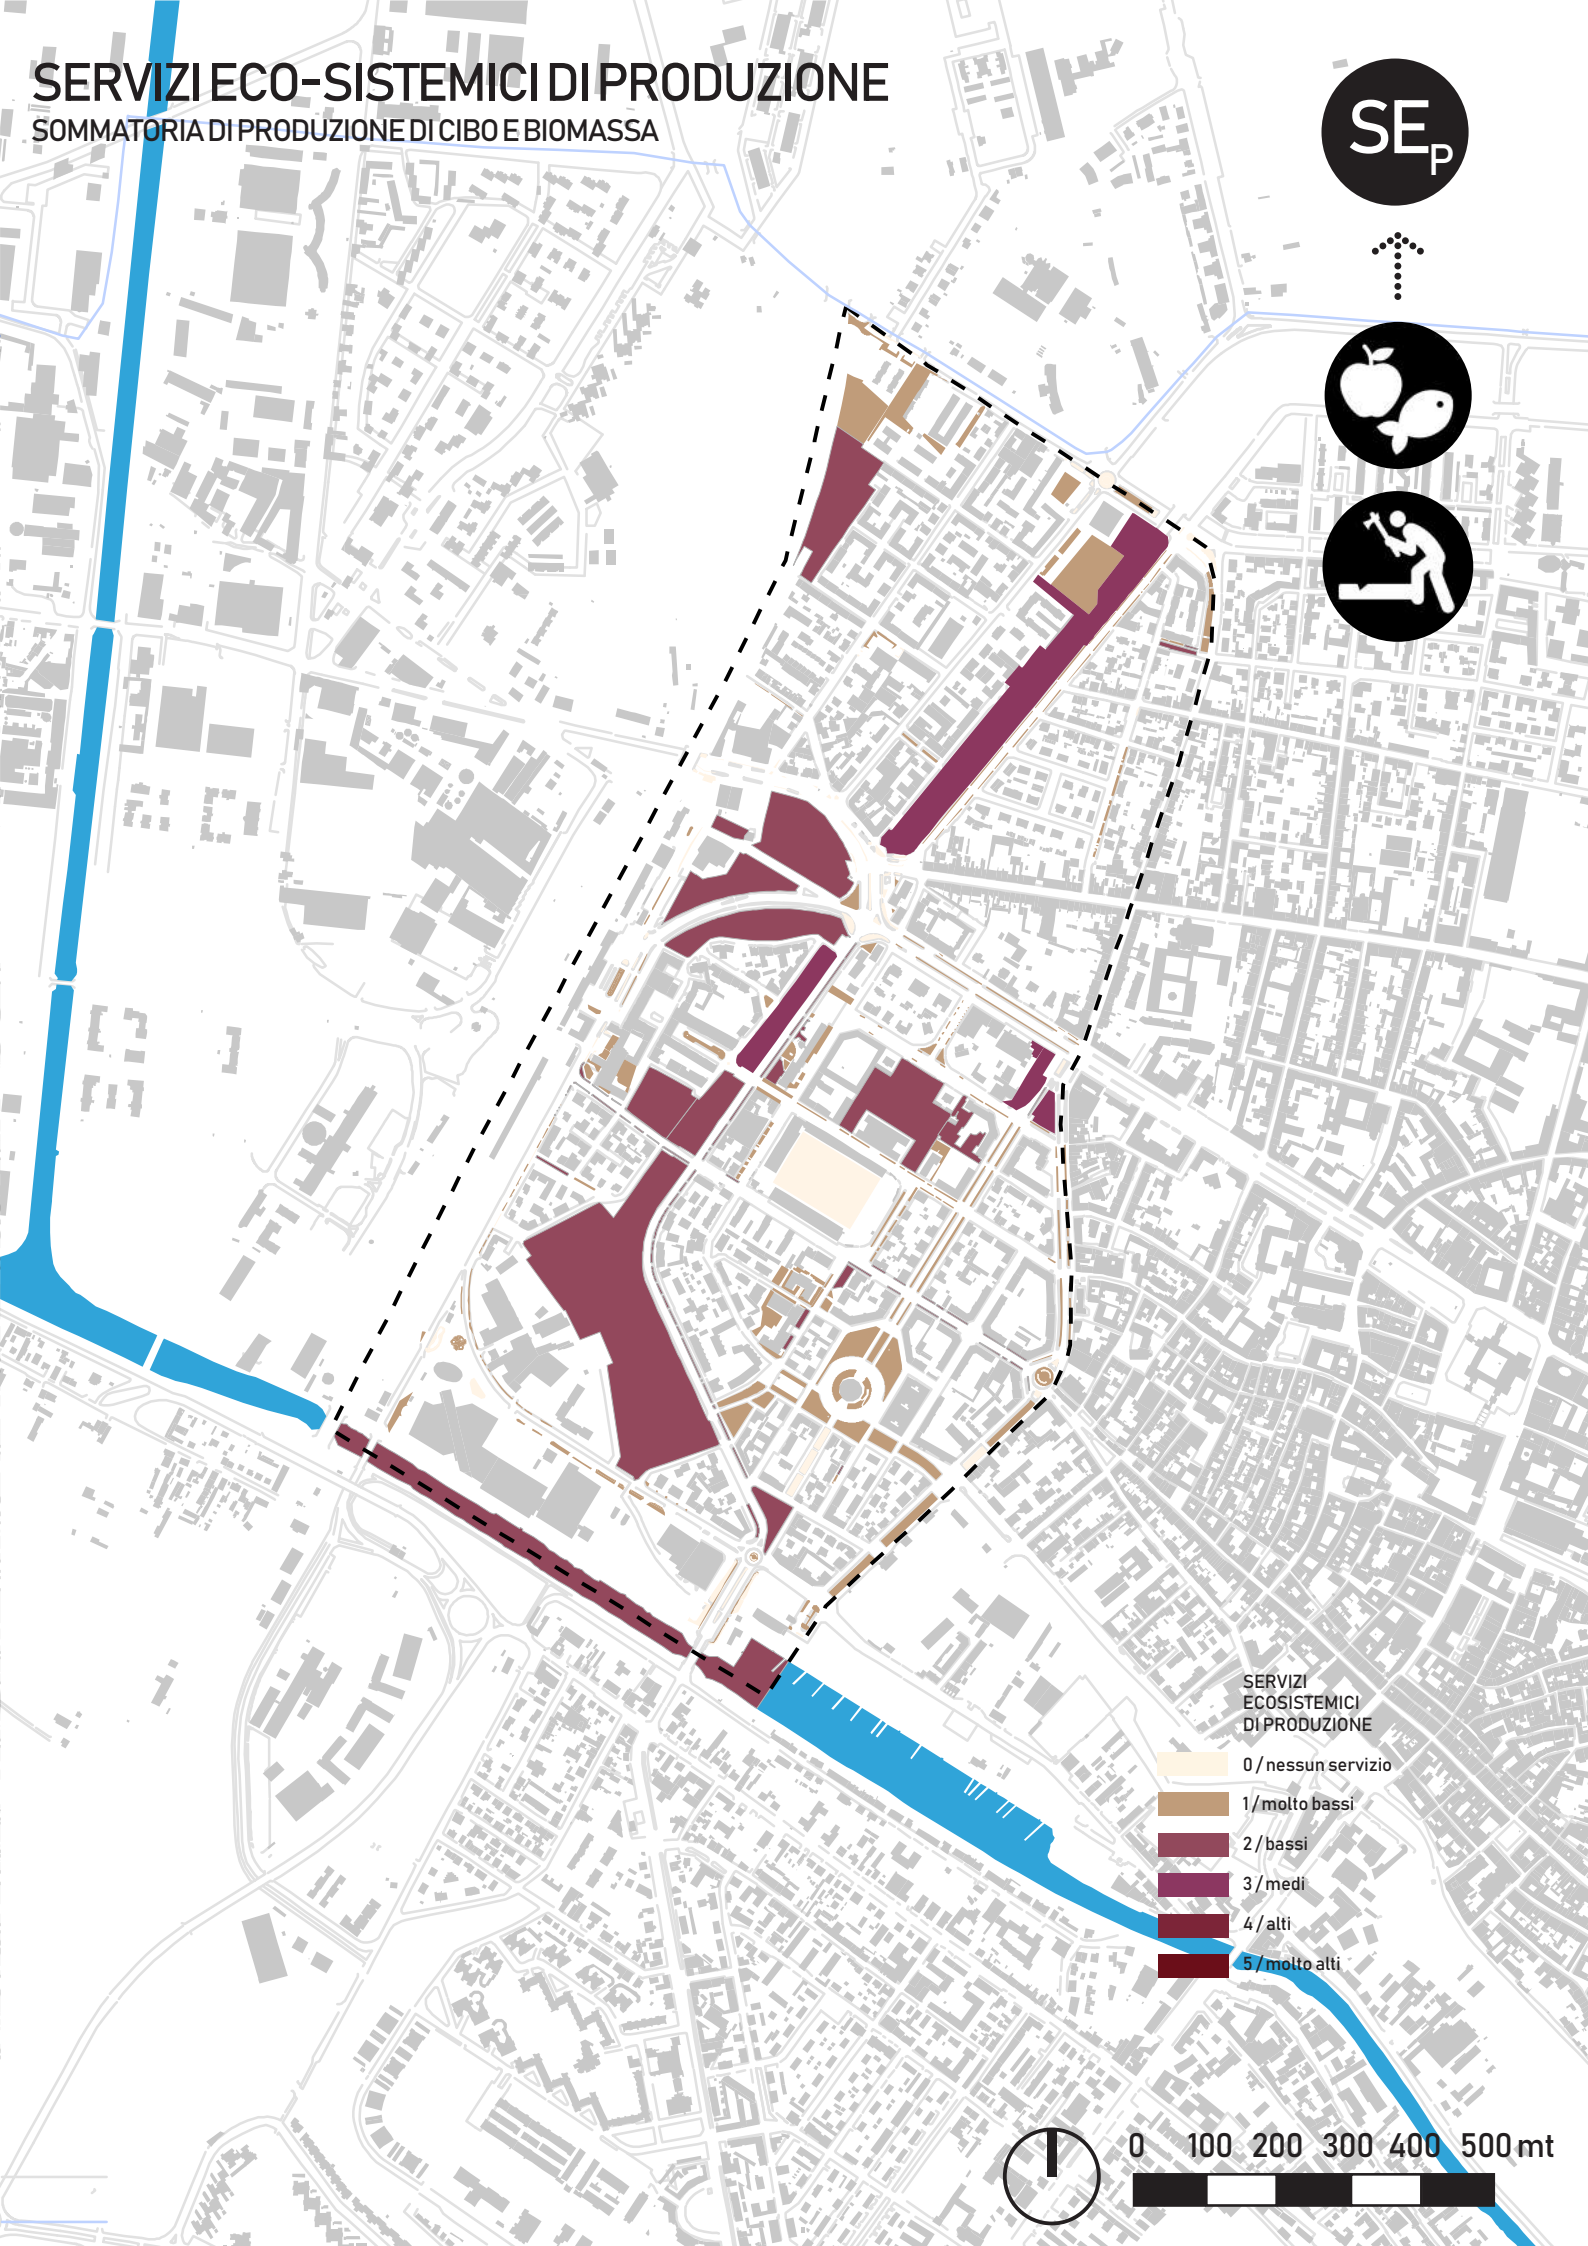 SERVIZI ECO-SISTEMICI DI PRODUZIONE
SOMMATORIA DI PRODUZIONE DI CIBO E BIOMASSA
SE P
SERVIZI
ECOSISTEMICI
DI PRODUZIONE
0 / nessun servizio
1 / molto bassi
2 / bassi
3 / medi
4 / alti
5 / molto alti
0 100 200 300 400 500 mt